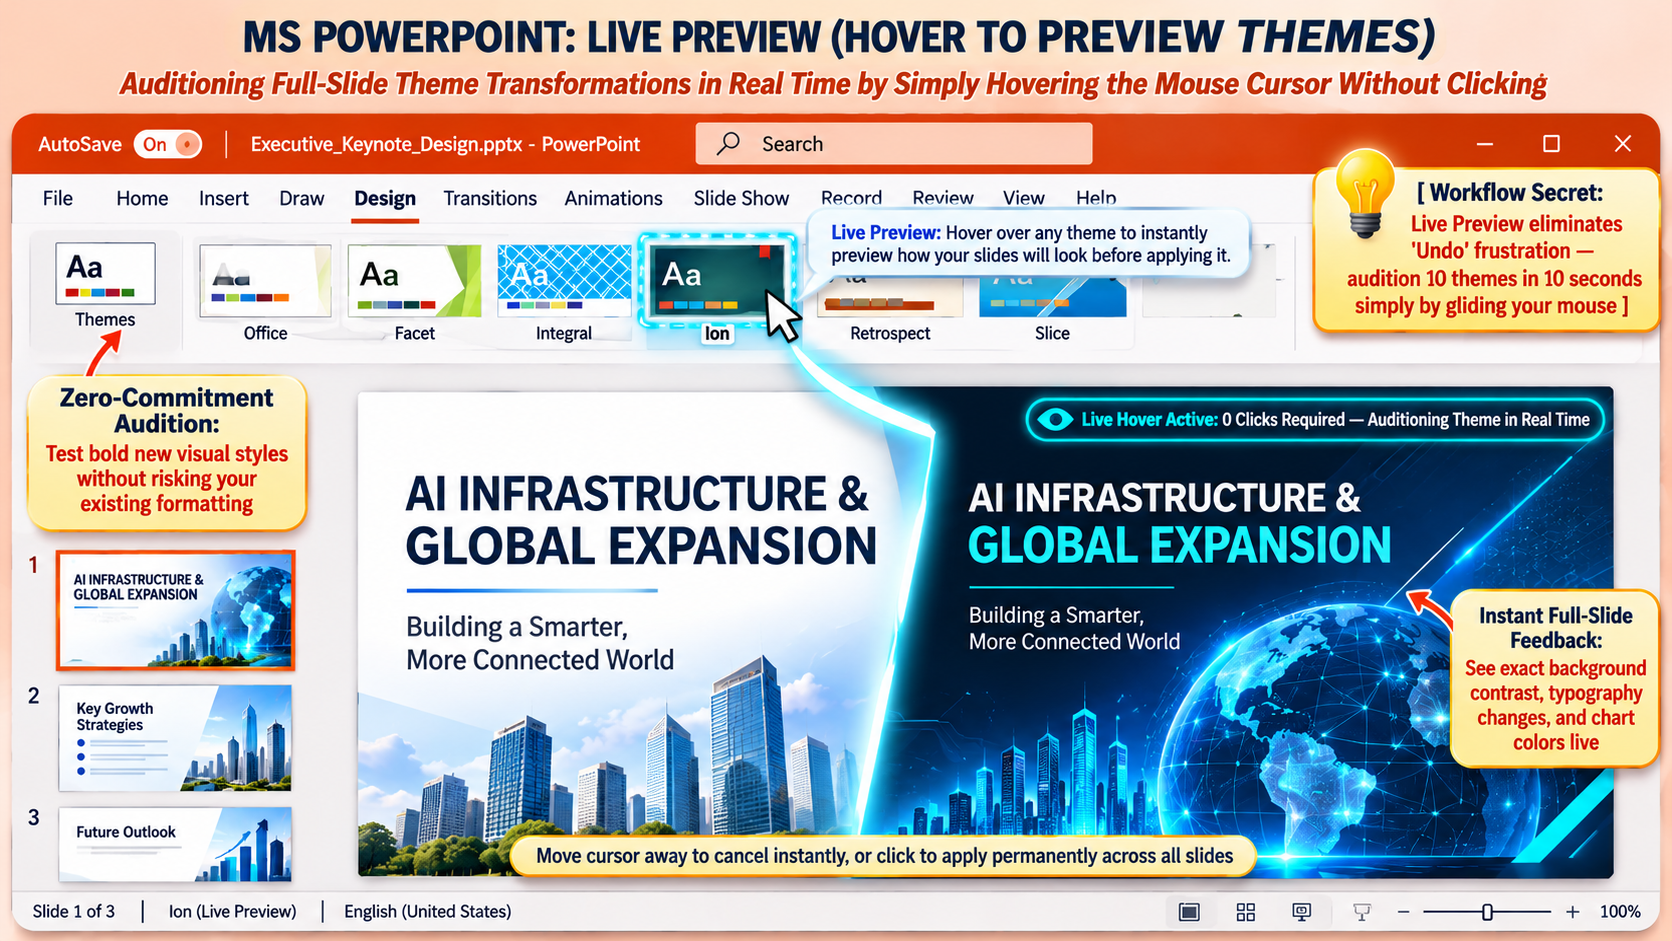 MS POWERPOINT: LIVE PREVIEW (HOVER TO PREVIEW THEMES)
Auditioning Full-Slide Theme Transformations in Real Time by Simply Hovering the Mouse Cursor Without Clicking
AutoSave On
Executive_Keynote_Design.pptx - PowerPoint
Search
File Home Insert Draw Design Transitions Animations Slide Show Record Review View Help
[ Workflow Secret:
Live Preview eliminates
'Undo' frustration —
audition 10 themes in 10 seconds
simply by gliding your mouse ]
Live Preview: Hover over any theme to instantly
preview how your slides will look before applying it.
Aa
Themes
Aa
Office
Aa
Facet
Aa
Integral
Aa
Ion
Aa
Retrospect
Aa
Slice
Zero-Commitment
Audition:
Test bold new visual styles
without risking your
existing formatting
1
AI INFRASTRUCTURE &
GLOBAL EXPANSION
2
Key Growth
Strategies
3
Future Outlook
AI INFRASTRUCTURE &
GLOBAL EXPANSION
Building a Smarter,
More Connected World
Live Hover Active: 0 Clicks Required — Auditioning Theme in Real Time
AI INFRASTRUCTURE &
GLOBAL EXPANSION
Building a Smarter,
More Connected World
Instant Full-Slide
Feedback:
See exact background
contrast, typography
changes, and chart
colors live
Move cursor away to cancel instantly, or click to apply permanently across all slides
Slide 1 of 3
Ion (Live Preview)
English (United States)
100%